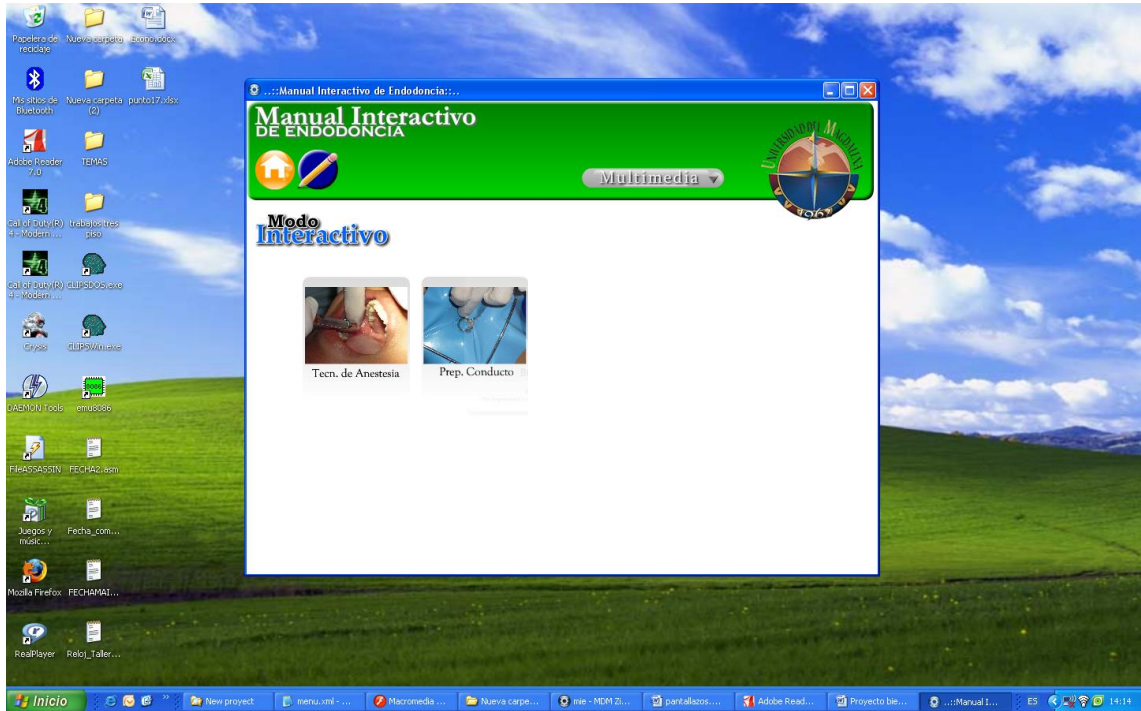 Papelera de reciclaje
Nueva carpeta
Econo.docx
Mis sitios de Bluetooth
Nueva carpeta (2)
punto17.xlsx
Adobe Reader 7.0
TEMAS
Call of Duty(R) 4 - Modern ...
trabajos tres piso
Call of Duty(R) 4 - Modern ...
CLIPSDOS.exe
Crysis
CLIPSWin.exe
DAEMON Tools
emu8086
FileASSASSIN
FECHA2.asm
Juegos y músic...
Fecha_com...
Mozilla Firefox
FECHAMAI...
RealPlayer
Reloj_Taller...
..::Manual Interactivo de Endodoncia::..
Manual Interactivo
DE ENDODONCIA
Multimedia
UNIVERSIDAD DEL MAGDALENA
1962
Modo
Interactivo
Tecn. de Anestesia
Prep. Conducto
Inicio
New proyect
menu.xml - ...
Macromedia ...
Nueva carpe...
mie - MDM Zi...
pantallazos....
Adobe Read...
Proyecto bie...
..::Manual I...
ES
14:14